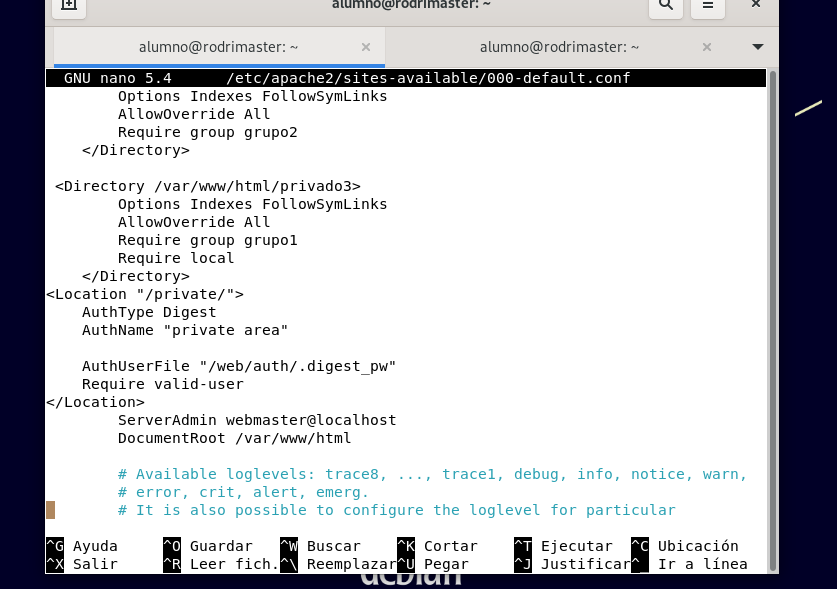 alumno@rodrimaster: ~
alumno@rodrimaster: ~ × alumno@rodrimaster: ~ ×
GNU nano 5.4 /etc/apache2/sites-available/000-default.conf
Options Indexes FollowSymLinks
AllowOverride All
Require group grupo2
</Directory>
<Directory /var/www/html/privado3>
Options Indexes FollowSymLinks
AllowOverride All
Require group grupo1
Require local
</Directory>
<Location "/private/">
AuthType Digest
AuthName "private area"
AuthUserFile "/web/auth/.digest_pw"
Require valid-user
</Location>
ServerAdmin webmaster@localhost
DocumentRoot /var/www/html
# Available loglevels: trace8, ..., trace1, debug, info, notice, warn,
# error, crit, alert, emerg.
# It is also possible to configure the loglevel for particular
^G Ayuda ^O Guardar ^W Buscar ^K Cortar ^T Ejecutar ^C Ubicación
^X Salir ^R Leer fich. ^\ Reemplazar ^U Pegar ^J Justificar ^_ Ir a línea
debian